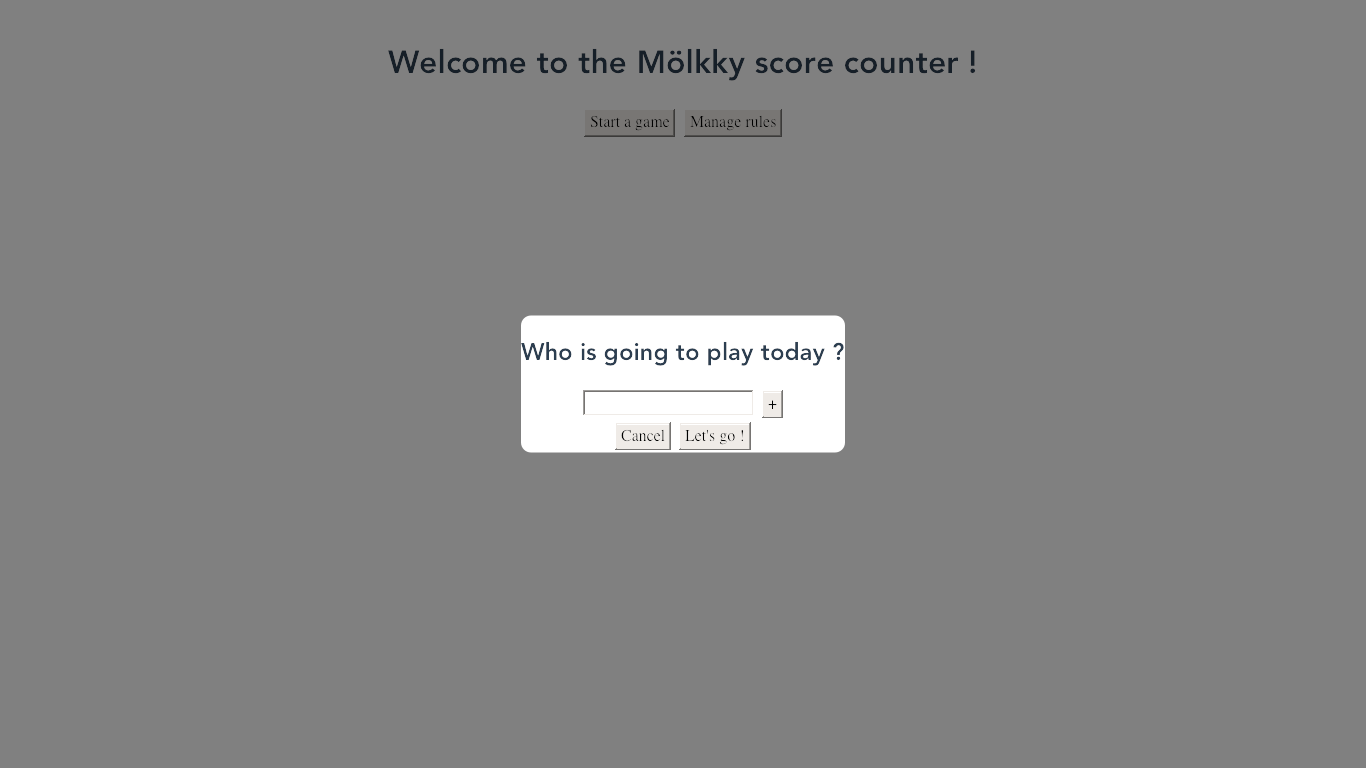 Welcome to the Mölkky score counter !
Start a game Manage rules
Who is going to play today ?
+
Cancel Let's go !